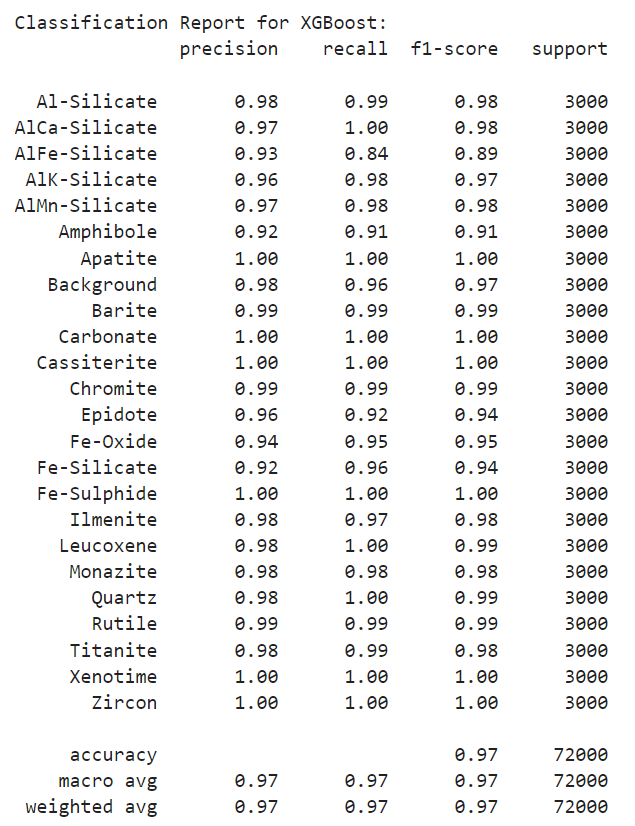 Classification Report for XGBoost:
precision recall f1-score support
Al-Silicate 0.98 0.99 0.98 3000
AlCa-Silicate 0.97 1.00 0.98 3000
AlFe-Silicate 0.93 0.84 0.89 3000
AlK-Silicate 0.96 0.98 0.97 3000
AlMn-Silicate 0.97 0.98 0.98 3000
Amphibole 0.92 0.91 0.91 3000
Apatite 1.00 1.00 1.00 3000
Background 0.98 0.96 0.97 3000
Barite 0.99 0.99 0.99 3000
Carbonate 1.00 1.00 1.00 3000
Cassiterite 1.00 1.00 1.00 3000
Chromite 0.99 0.99 0.99 3000
Epidote 0.96 0.92 0.94 3000
Fe-Oxide 0.94 0.95 0.95 3000
Fe-Silicate 0.92 0.96 0.94 3000
Fe-Sulphide 1.00 1.00 1.00 3000
Ilmenite 0.98 0.97 0.98 3000
Leucoxene 0.98 1.00 0.99 3000
Monazite 0.98 0.98 0.98 3000
Quartz 0.98 1.00 0.99 3000
Rutile 0.99 0.99 0.99 3000
Titanite 0.98 0.99 0.98 3000
Xenotime 1.00 1.00 1.00 3000
Zircon 1.00 1.00 1.00 3000
accuracy 0.97 72000
macro avg 0.97 0.97 0.97 72000
weighted avg 0.97 0.97 0.97 72000